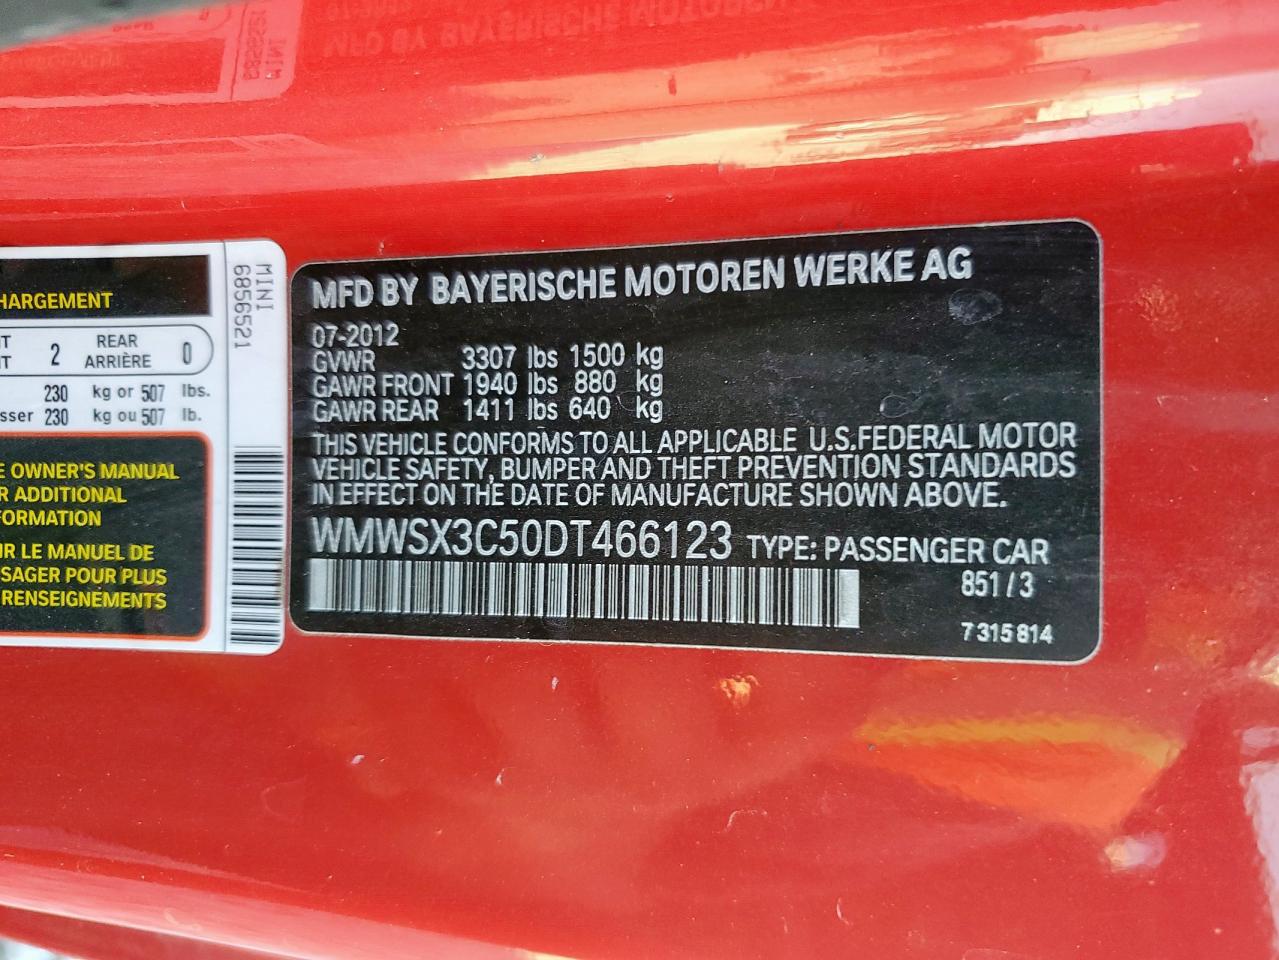 HARGEMENT
2 REAR ARRIÈRE 0
230 kg or 507 lbs.
sser 230 kg ou 507 lb.
E OWNER'S MANUAL
R ADDITIONAL
FORMATION
UR LE MANUEL DE
SAGER POUR PLUS
RENSEIGNÉMENTS
MINI
6856521
MFD BY BAYERISCHE MOTOREN WERKE AG
07-2012
GVWR 3307 lbs 1500 kg
GAWR FRONT 1940 lbs 880 kg
GAWR REAR 1411 lbs 640 kg
THIS VEHICLE CONFORMS TO ALL APPLICABLE U.S.FEDERAL MOTOR
VEHICLE SAFETY, BUMPER AND THEFT PREVENTION STANDARDS
IN EFFECT ON THE DATE OF MANUFACTURE SHOWN ABOVE.
WMWSX3C50DT466123 TYPE: PASSENGER CAR
851 / 3
7 315 814